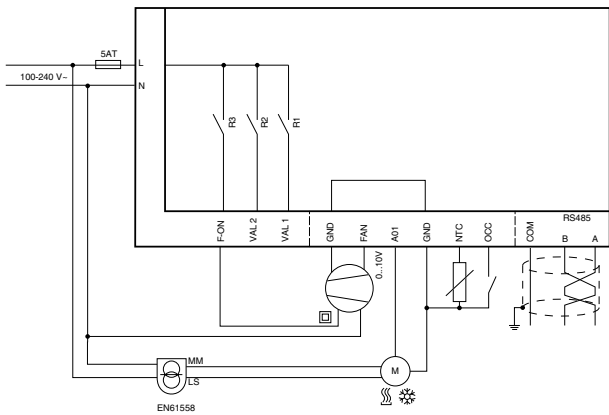 5AT
L
100-240 V~
N
R3
R2
R1
RS485
F-ON
VAL 2
VAL 1
GND
FAN
A01
GND
NTC
OCC
COM
B
A
0...10V
MM
LS
M
EN61558